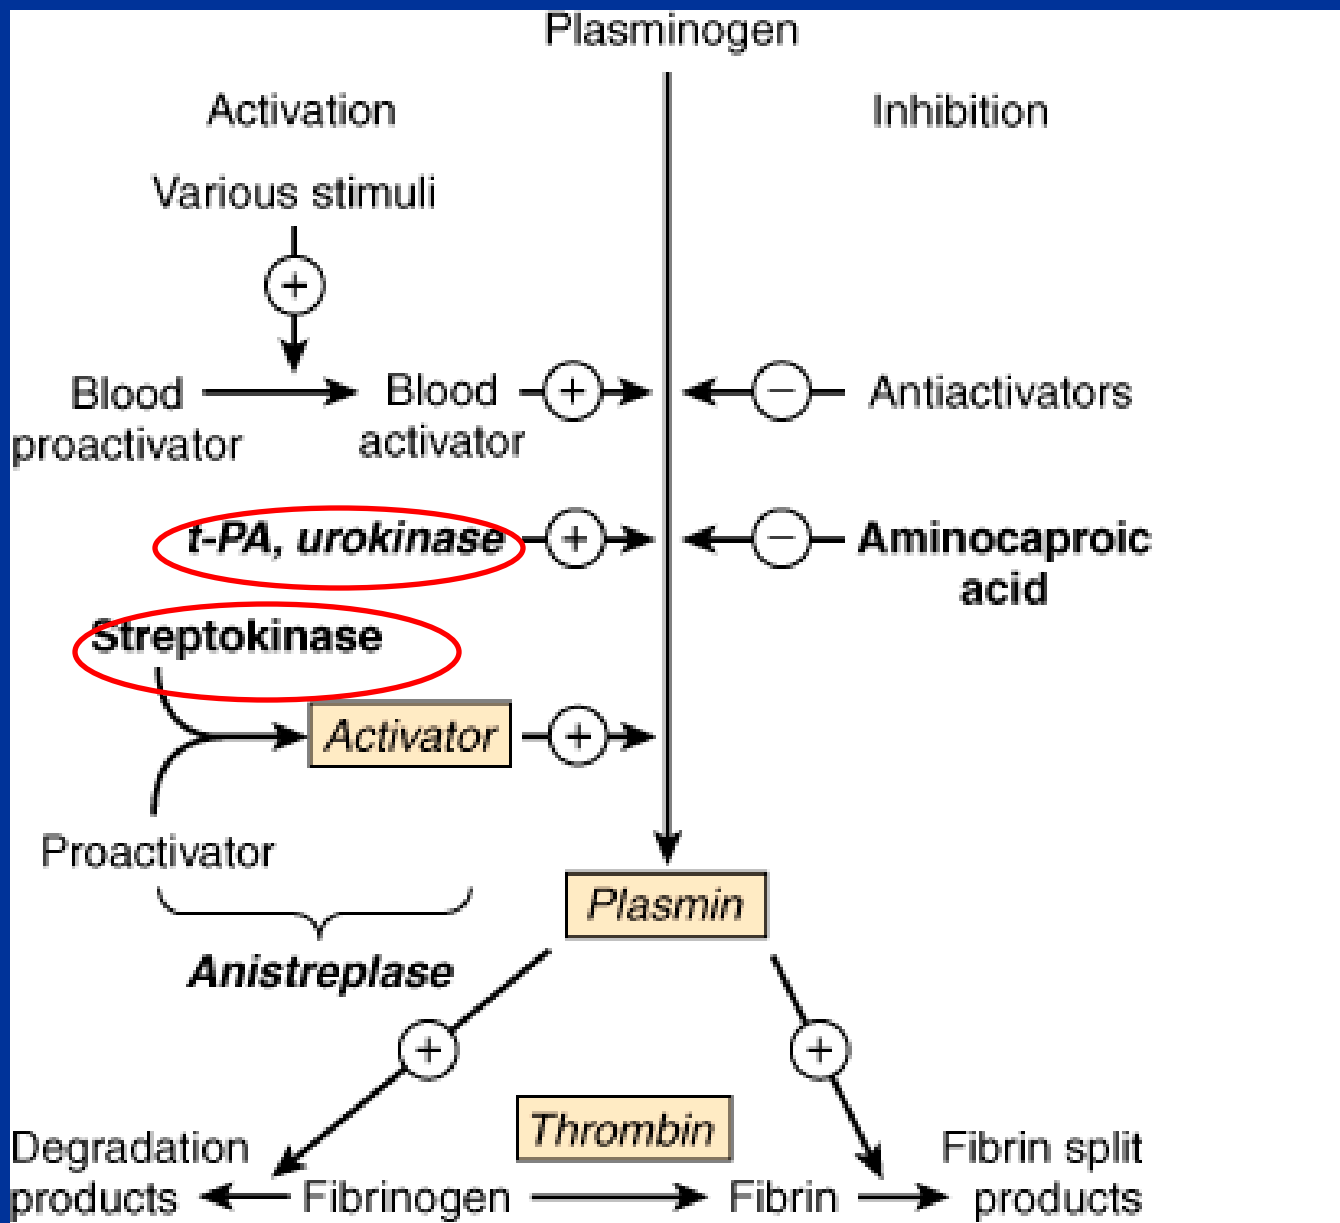 Plasminogen
Activation
Inhibition
Various stimuli
+
Blood
proactivator
Blood
activator
+
−
Antiactivators
t-PA, urokinase
+
−
Aminocaproic
acid
Streptokinase
Activator
+
Proactivator
Anistreplase
Plasmin
+
+
Thrombin
Degradation
products
Fibrinogen
Fibrin
Fibrin split
products